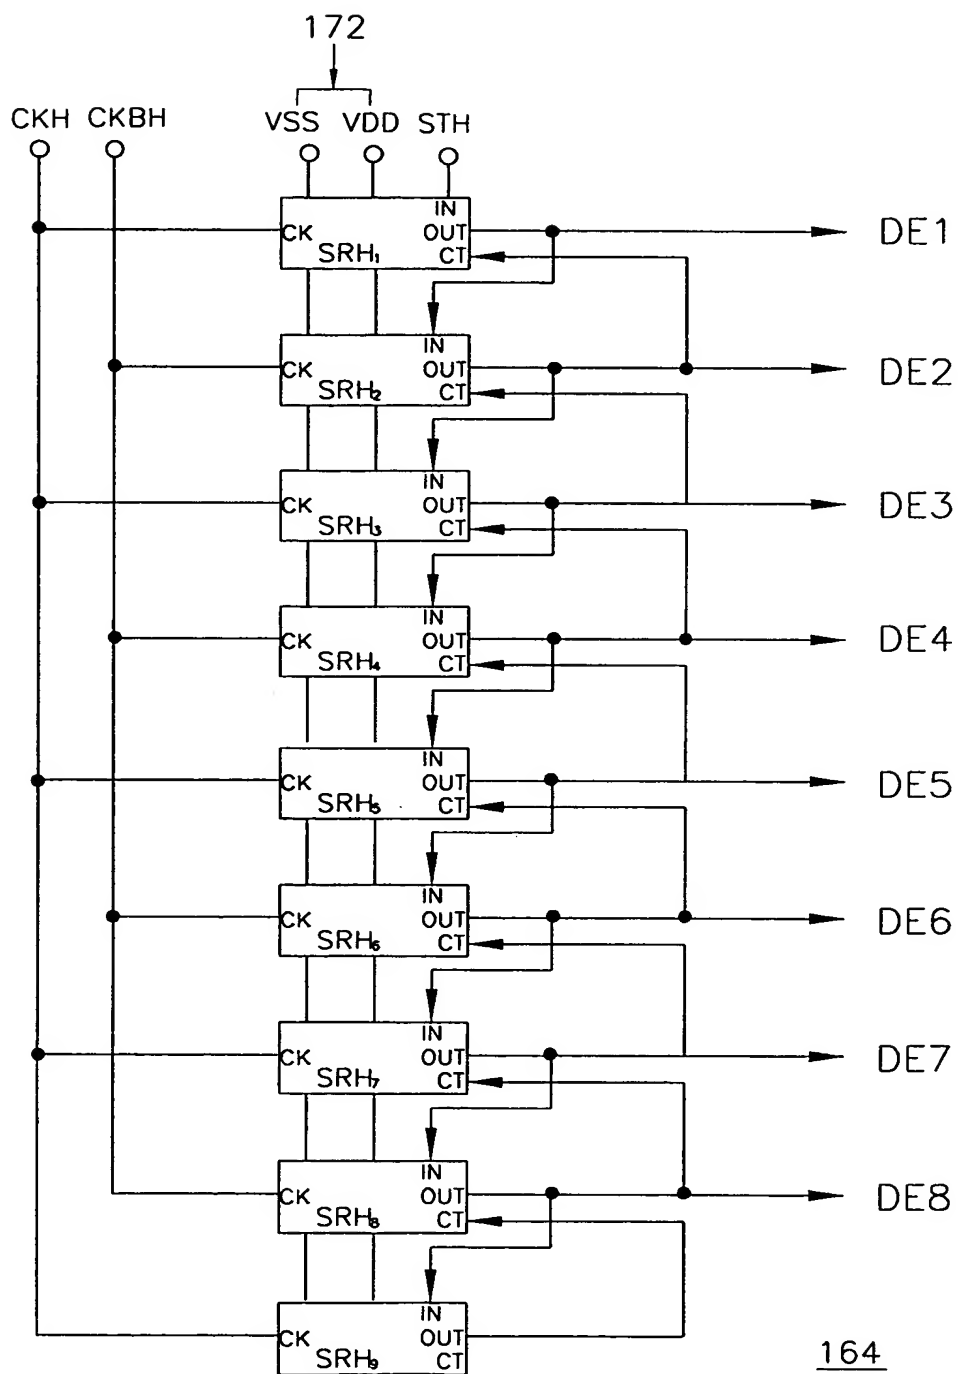 172
CKH CKBH VSS VDD STH
IN
CK OUT DE1
SRH₁ CT
IN
CK OUT DE2
SRH₂ CT
IN
CK OUT DE3
SRH₃ CT
IN
CK OUT DE4
SRH₄ CT
IN
CK OUT DE5
SRH₅ CT
IN
CK OUT DE6
SRH₆ CT
IN
CK OUT DE7
SRH₇ CT
IN
CK OUT DE8
SRH₈ CT
IN
CK OUT
SRH₉ CT
164